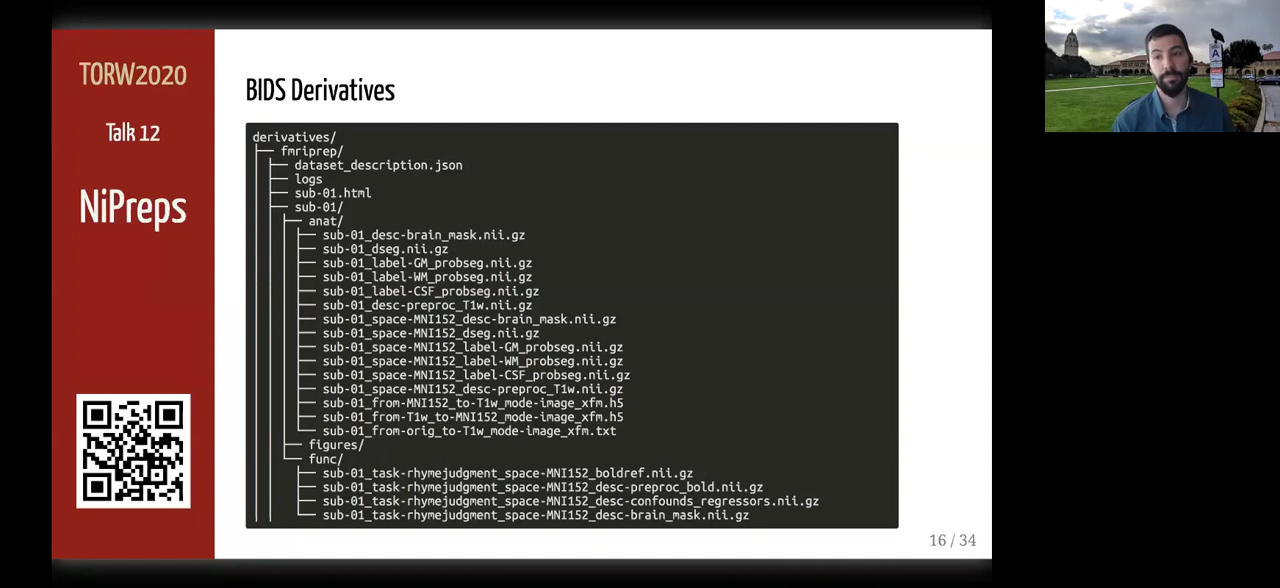 TORW2020
Talk 12
NiPreps
BIDS Derivatives
derivatives/
├── fmriprep/
│ ├── dataset_description.json
│ ├── logs
│ ├── sub-01.html
│ ├── sub-01/
│ │ ├── anat/
│ │ │ ├── sub-01_desc-brain_mask.nii.gz
│ │ │ ├── sub-01_dseg.nii.gz
│ │ │ ├── sub-01_label-GM_probseg.nii.gz
│ │ │ ├── sub-01_label-WM_probseg.nii.gz
│ │ │ ├── sub-01_label-CSF_probseg.nii.gz
│ │ │ ├── sub-01_desc-preproc_T1w.nii.gz
│ │ │ ├── sub-01_space-MNI152_desc-brain_mask.nii.gz
│ │ │ ├── sub-01_space-MNI152_dseg.nii.gz
│ │ │ ├── sub-01_space-MNI152_label-GM_probseg.nii.gz
│ │ │ ├── sub-01_space-MNI152_label-WM_probseg.nii.gz
│ │ │ ├── sub-01_space-MNI152_label-CSF_probseg.nii.gz
│ │ │ ├── sub-01_space-MNI152_desc-preproc_T1w.nii.gz
│ │ │ ├── sub-01_from-MNI152_to-T1w_mode-image_xfm.h5
│ │ │ ├── sub-01_from-T1w_to-MNI152_mode-image_xfm.h5
│ │ │ └── sub-01_from-orig_to-T1w_mode-image_xfm.txt
│ │ ├── figures/
│ │ └── func/
│ │ ├── sub-01_task-rhymejudgment_space-MNI152_boldref.nii.gz
│ │ ├── sub-01_task-rhymejudgment_space-MNI152_desc-preproc_bold.nii.gz
│ │ ├── sub-01_task-rhymejudgment_space-MNI152_desc-confounds_regressors.nii.gz
│ │ └── sub-01_task-rhymejudgment_space-MNI152_desc-brain_mask.nii.gz
16 / 34
A